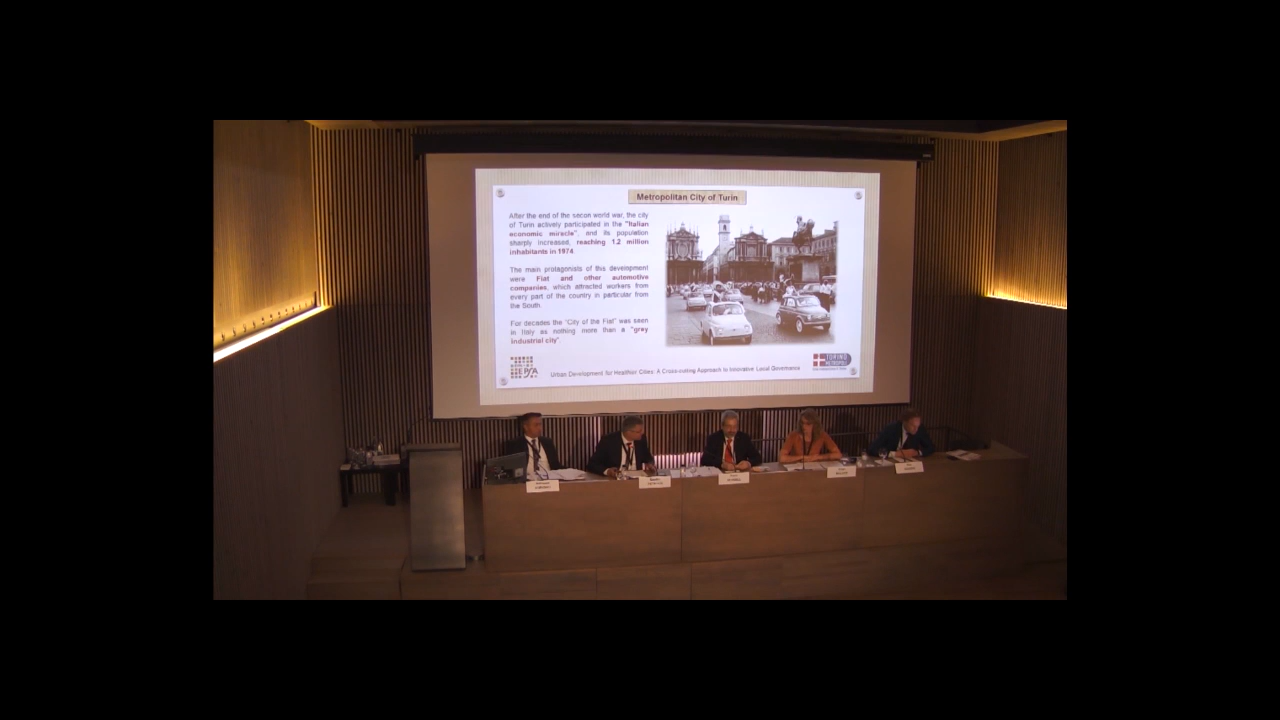 Metropolitan City of Turin
After the end of the secon world war, the city
of Turin actively participated in the "Italian
economic miracle", and its population
sharply increased, reaching 1.2 million
inhabitants in 1974.
The main protagonists of this development
were Fiat and other automotive
companies, which attracted workers from
every part of the country in particular from
the South.
For decades the "City of the Fiat" was seen
in Italy as nothing more than a "grey
industrial city".
EPSA
Urban Development for Healthier Cities: A Cross-cutting Approach to Innovative Local Governance
TORINO
METROPOLI